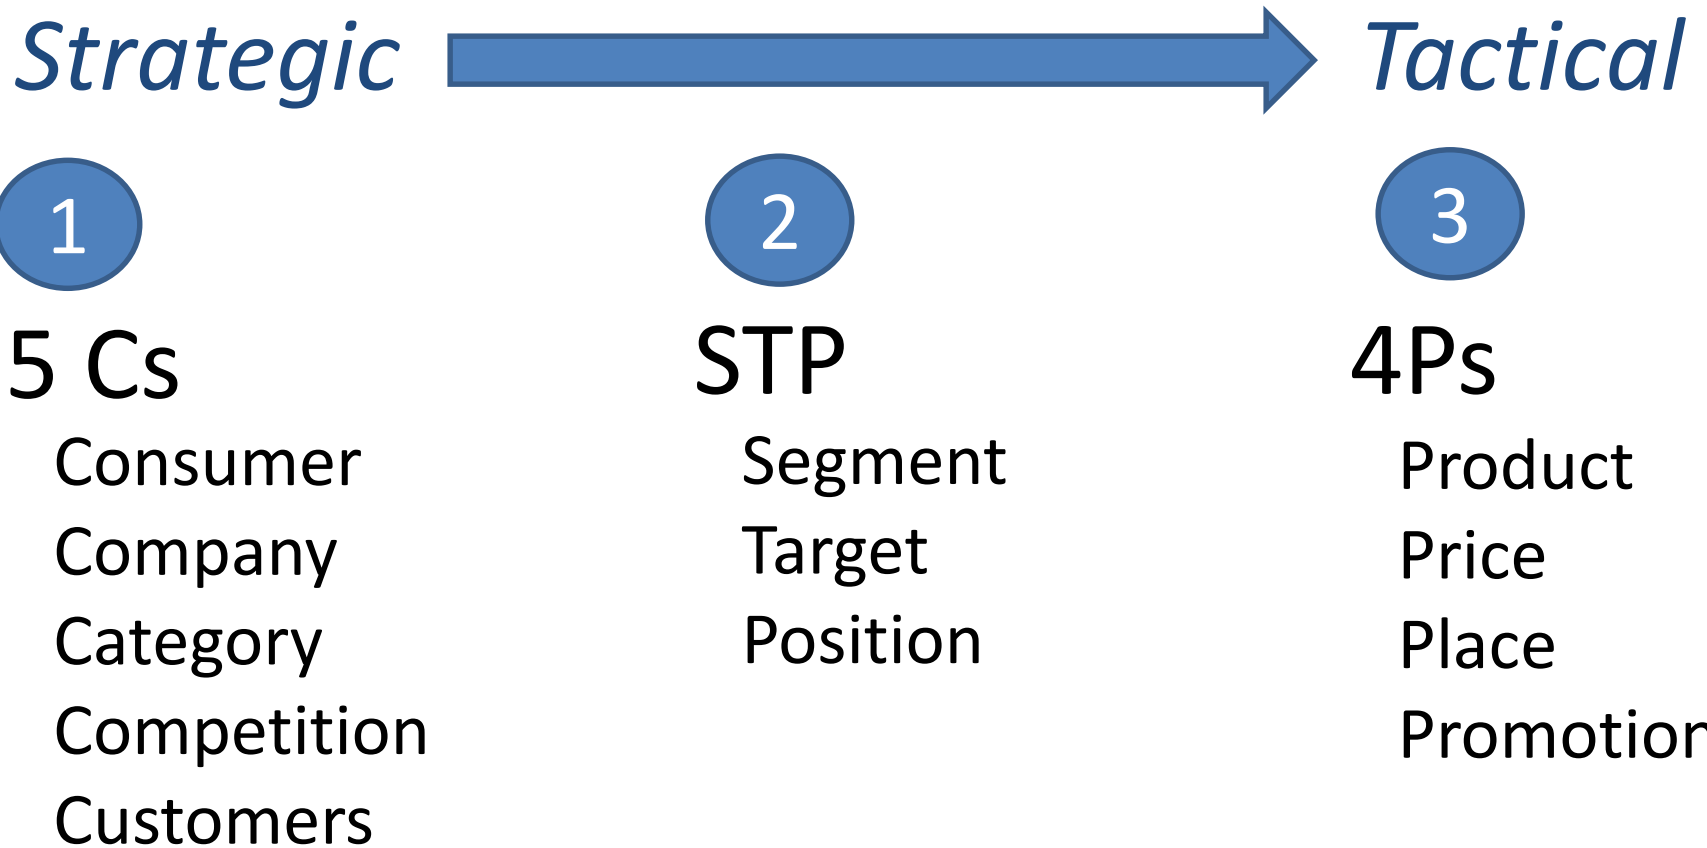 Strategic
Tactical
1
2
3
5 Cs
Consumer
Company
Category
Competition
Customers
STP
Segment
Target
Position
4Ps
Product
Price
Place
Promotion